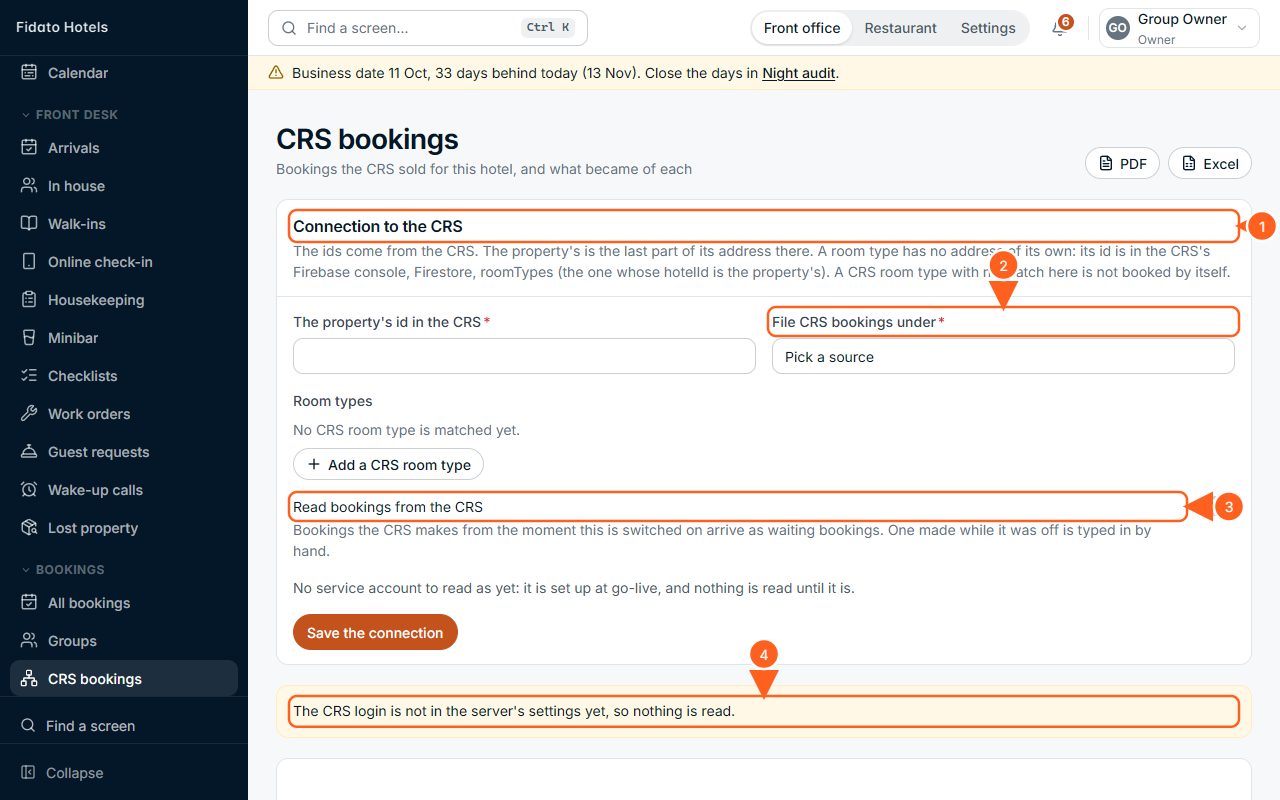 Fidato Hotels
Find a screen...
Ctrl K
Front office
Restaurant
Settings
6
GO
Group Owner
Owner
Business date 11 Oct, 33 days behind today (13 Nov). Close the days in Night audit.
Calendar
FRONT DESK
Arrivals
In house
Walk-ins
Online check-in
Housekeeping
Minibar
Checklists
Work orders
Guest requests
Wake-up calls
Lost property
BOOKINGS
All bookings
Groups
CRS bookings
Find a screen
Collapse
CRS bookings
Bookings the CRS sold for this hotel, and what became of each
PDF
Excel
Connection to the CRS
1
The ids come from the CRS. The property's is the last part of its address there. A room type has no address of its own: its id is in the CRS's
Firebase console, Firestore, roomTypes (the one whose hotelId is the property's). A CRS room type with no match here is not booked by itself.
2
The property's id in the CRS *
File CRS bookings under *
Pick a source
Room types
No CRS room type is matched yet.
Add a CRS room type
Read bookings from the CRS
3
Bookings the CRS makes from the moment this is switched on arrive as waiting bookings. One made while it was off is typed in by
hand.
No service account to read as yet: it is set up at go-live, and nothing is read until it is.
Save the connection
4
The CRS login is not in the server's settings yet, so nothing is read.